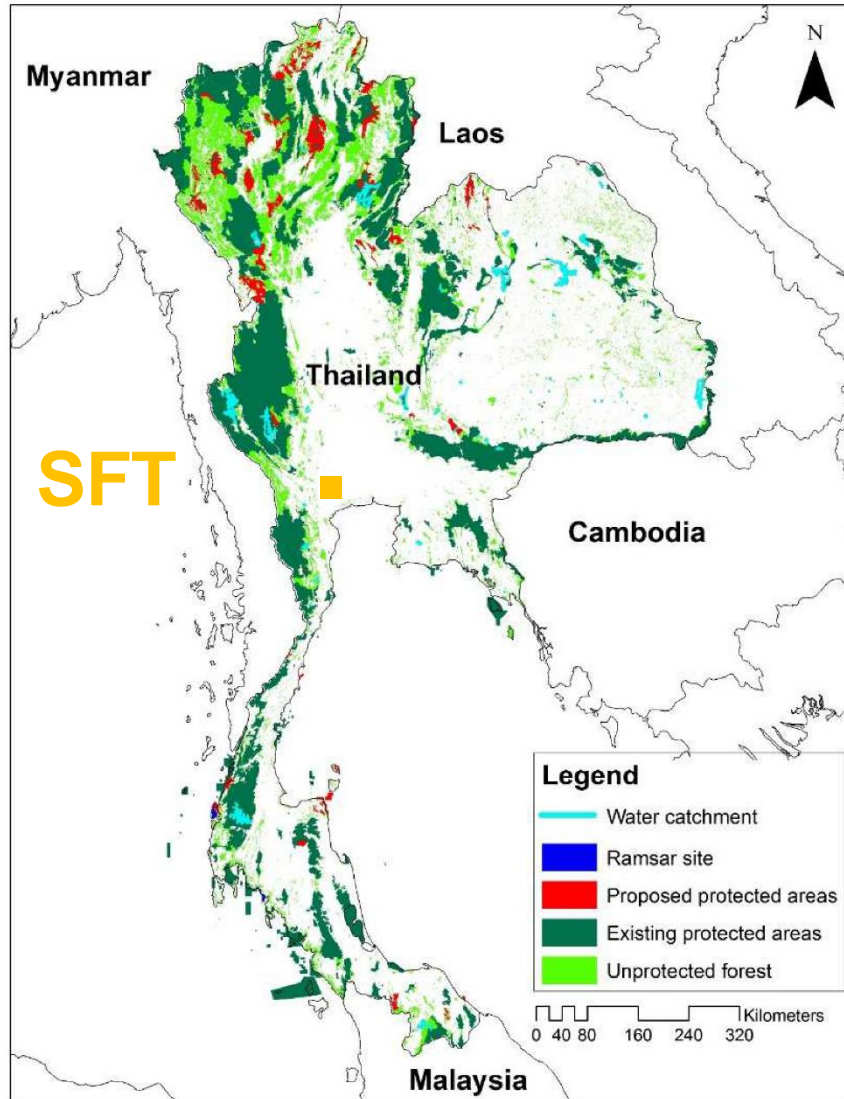 N
Myanmar
Laos
Thailand
SFT
Cambodia
Legend
Water catchment
Ramsar site
Proposed protected areas
Existing protected areas
Unprotected forest
Kilometers
0 40 80 160 240 320
Malaysia